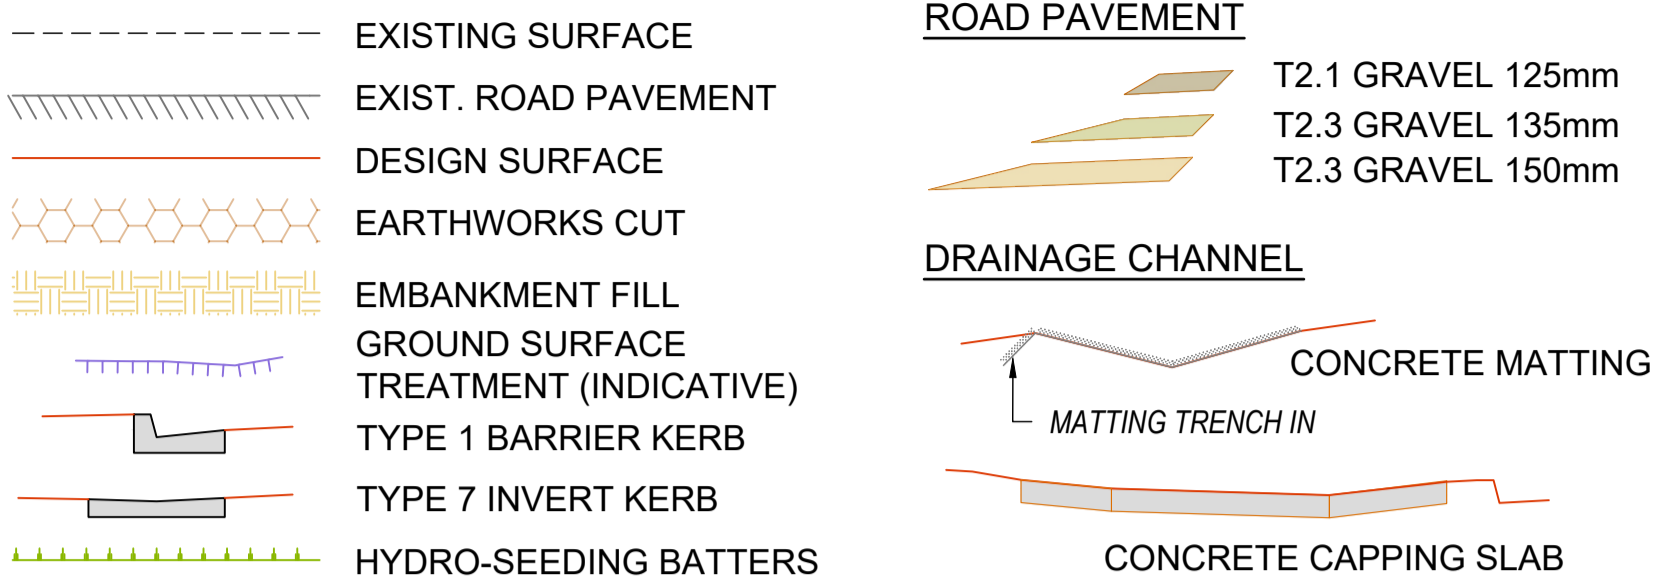 EXISTING SURFACE
EXIST. ROAD PAVEMENT
DESIGN SURFACE
EARTHWORKS CUT
EMBANKMENT FILL
GROUND SURFACE
TREATMENT (INDICATIVE)
TYPE 1 BARRIER KERB
TYPE 7 INVERT KERB
HYDRO-SEEDING BATTERS
ROAD PAVEMENT
T2.1 GRAVEL 125mm
T2.3 GRAVEL 135mm
T2.3 GRAVEL 150mm
DRAINAGE CHANNEL
CONCRETE MATTING
MATTING TRENCH IN
CONCRETE CAPPING SLAB